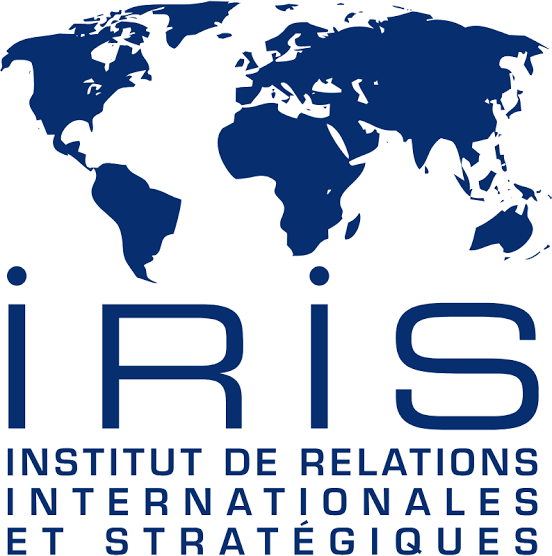 iRiS
INSTITUT DE RELATIONS
INTERNATIONALES
ET STRATÉGIQUES